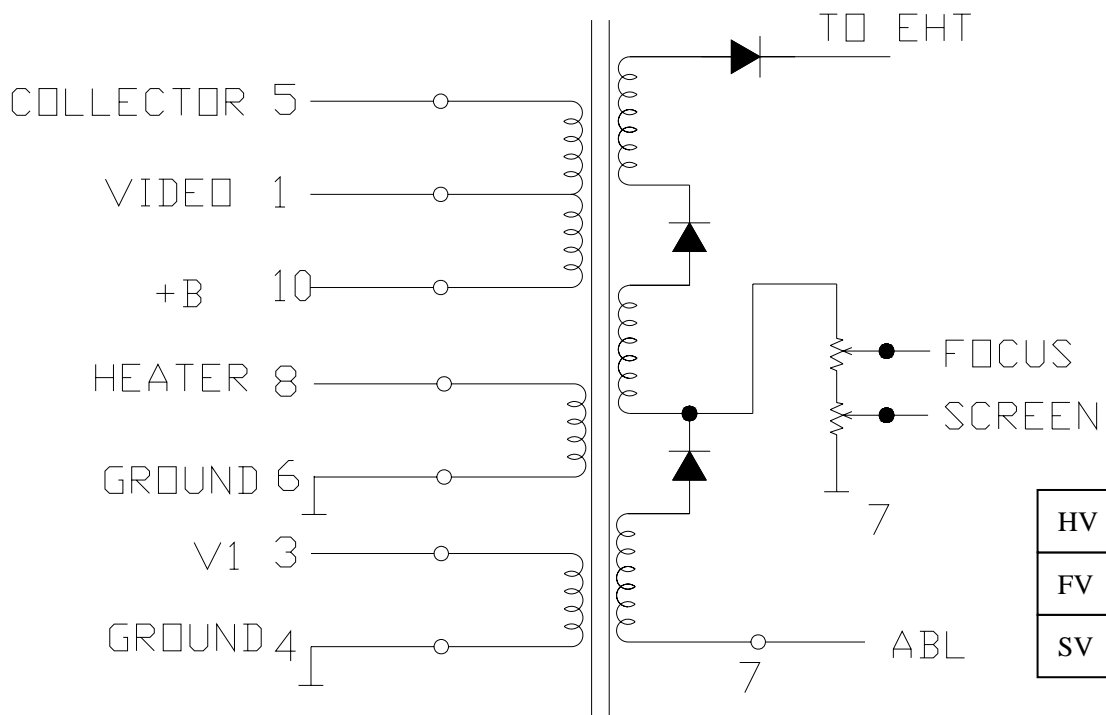 TO EHT
COLLECTOR 5
VIDEO 1
+B 10
HEATER 8
FOCUS
SCREEN
GROUND 6
7
HV
V1 3
FV
GROUND 4
ABL
SV
7